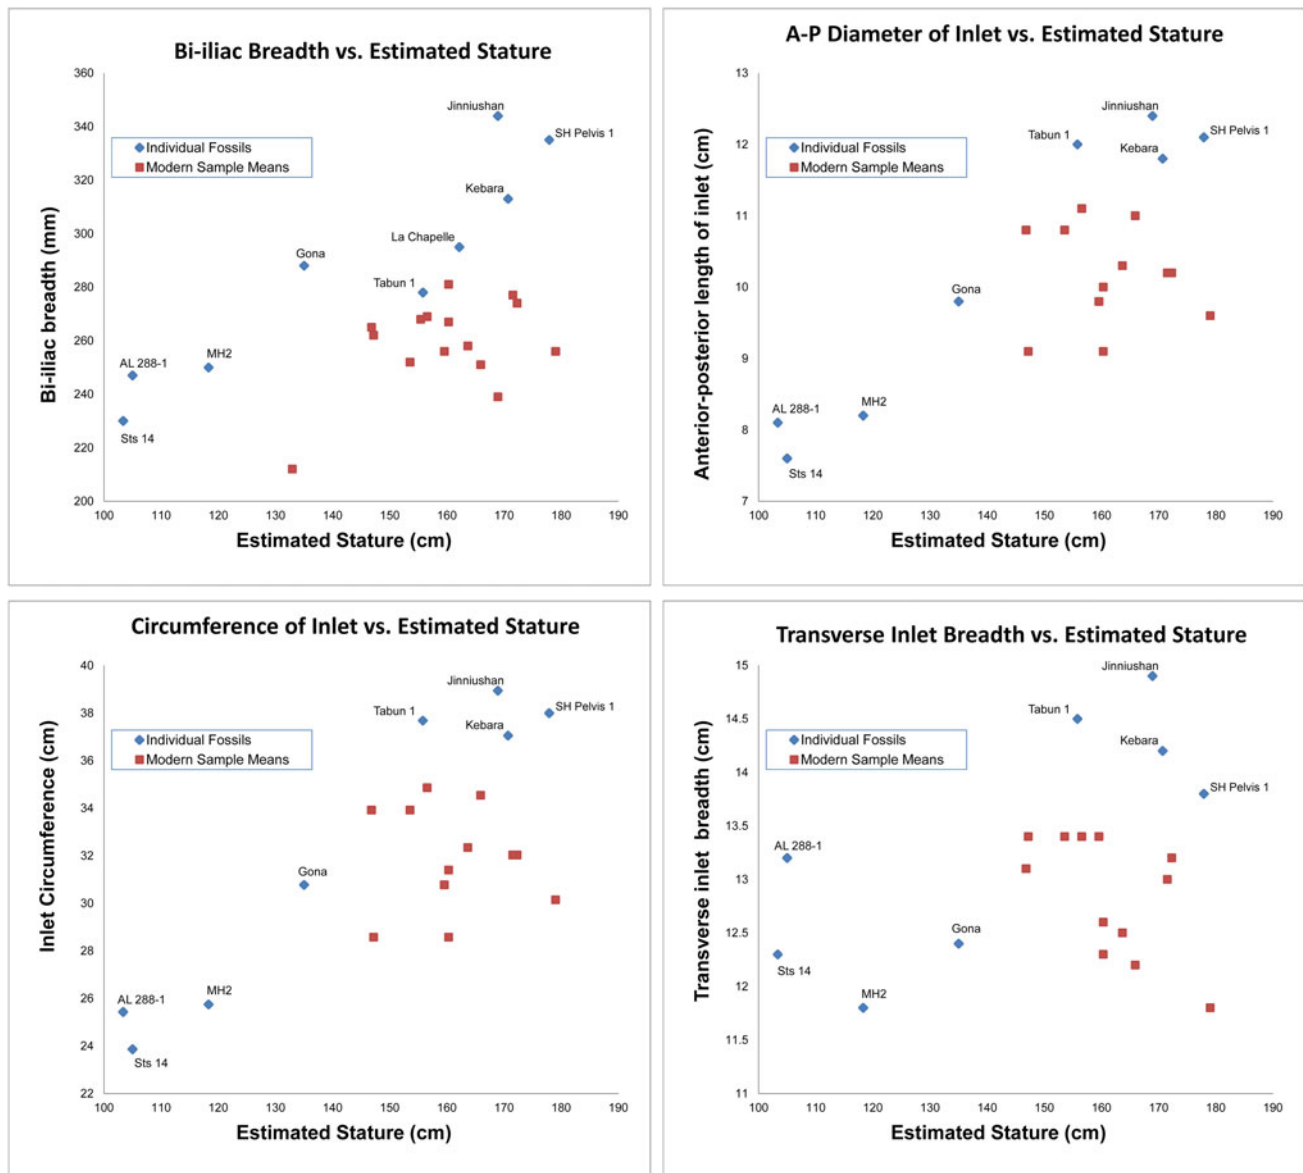 Bi-iliac Breadth vs. Estimated Stature
360
340
320
300
280
260
240
220
200
Bi-iliac breadth (mm)
Individual Fossils
Modern Sample Means
Jinniushan
SH Pelvis 1
Kebara
La Chapelle
Gona
Tabun 1
AL 288-1
MH2
Sts 14
100 110 120 130 140 150 160 170 180 190
Estimated Stature (cm)
A-P Diameter of Inlet vs. Estimated Stature
13
12
11
10
9
8
7
Anterior-posterior length of inlet (cm)
Individual Fossils
Modern Sample Means
Jinniushan
SH Pelvis 1
Tabun 1
Kebara
Gona
AL 288-1
MH2
Sts 14
100 110 120 130 140 150 160 170 180 190
Estimated Stature (cm)
Circumference of Inlet vs. Estimated Stature
40
38
36
34
32
30
28
26
24
22
Inlet Circumference (cm)
Individual Fossils
Modern Sample Means
Jinniushan
Tabun 1
SH Pelvis 1
Kebara
Gona
AL 288-1
MH2
Sts 14
100 110 120 130 140 150 160 170 180 190
Estimated Stature (cm)
Transverse Inlet Breadth vs. Estimated Stature
15
14.5
14
13.5
13
12.5
12
11.5
11
Transverse inlet breadth (cm)
Individual Fossils
Modern Sample Means
Jinniushan
Tabun 1
Kebara
SH Pelvis 1
AL 288-1
Gona
Sts 14
MH2
100 110 120 130 140 150 160 170 180 190
Estimated Stature (cm)